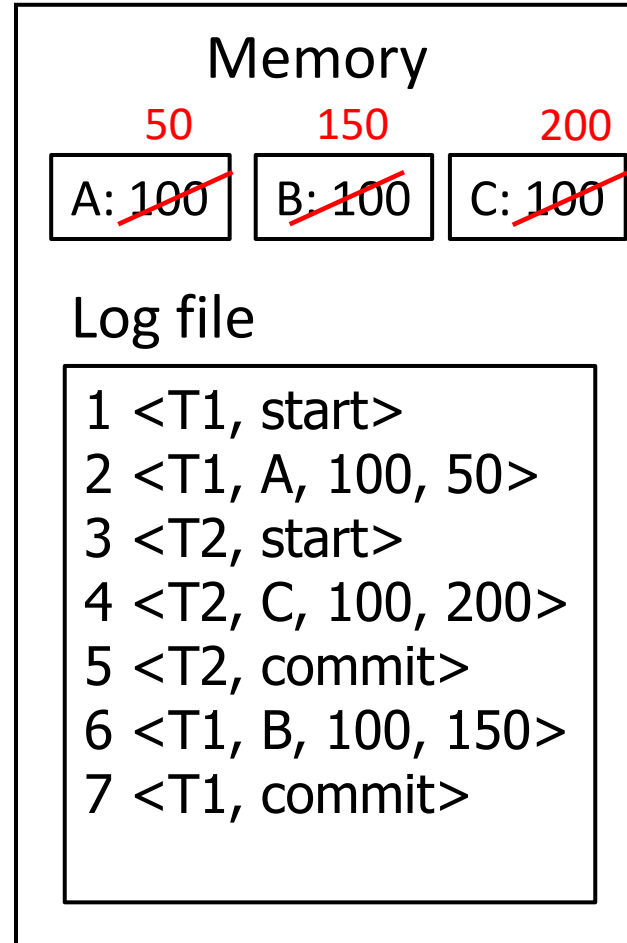 Memory
50 150 200
A: 100 B: 100 C: 100
Log file
1 <T1, start>
2 <T1, A, 100, 50>
3 <T2, start>
4 <T2, C, 100, 200>
5 <T2, commit>
6 <T1, B, 100, 150>
7 <T1, commit>